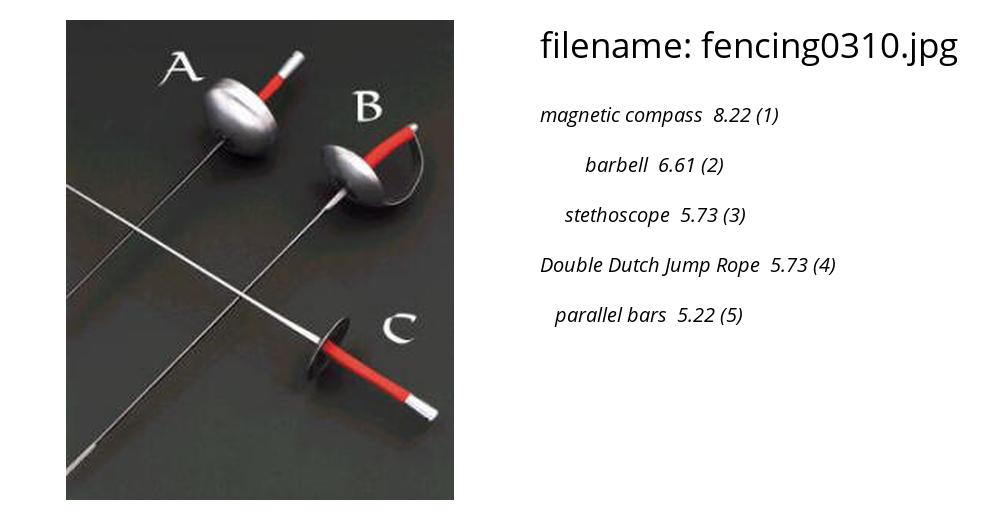 A
B
C
filename: fencing0310.jpg
magnetic compass 8.22 (1)
barbell 6.61 (2)
stethoscope 5.73 (3)
Double Dutch Jump Rope 5.73 (4)
parallel bars 5.22 (5)